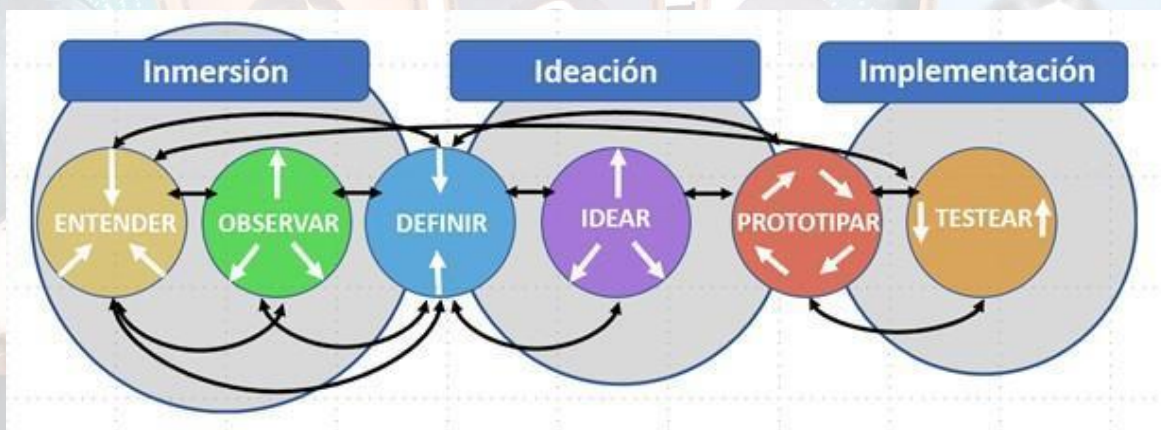 Inmersión
Ideación
Implementación
ENTENDER
OBSERVAR
DEFINIR
IDEAR
PROTOTIPAR
TESTEAR